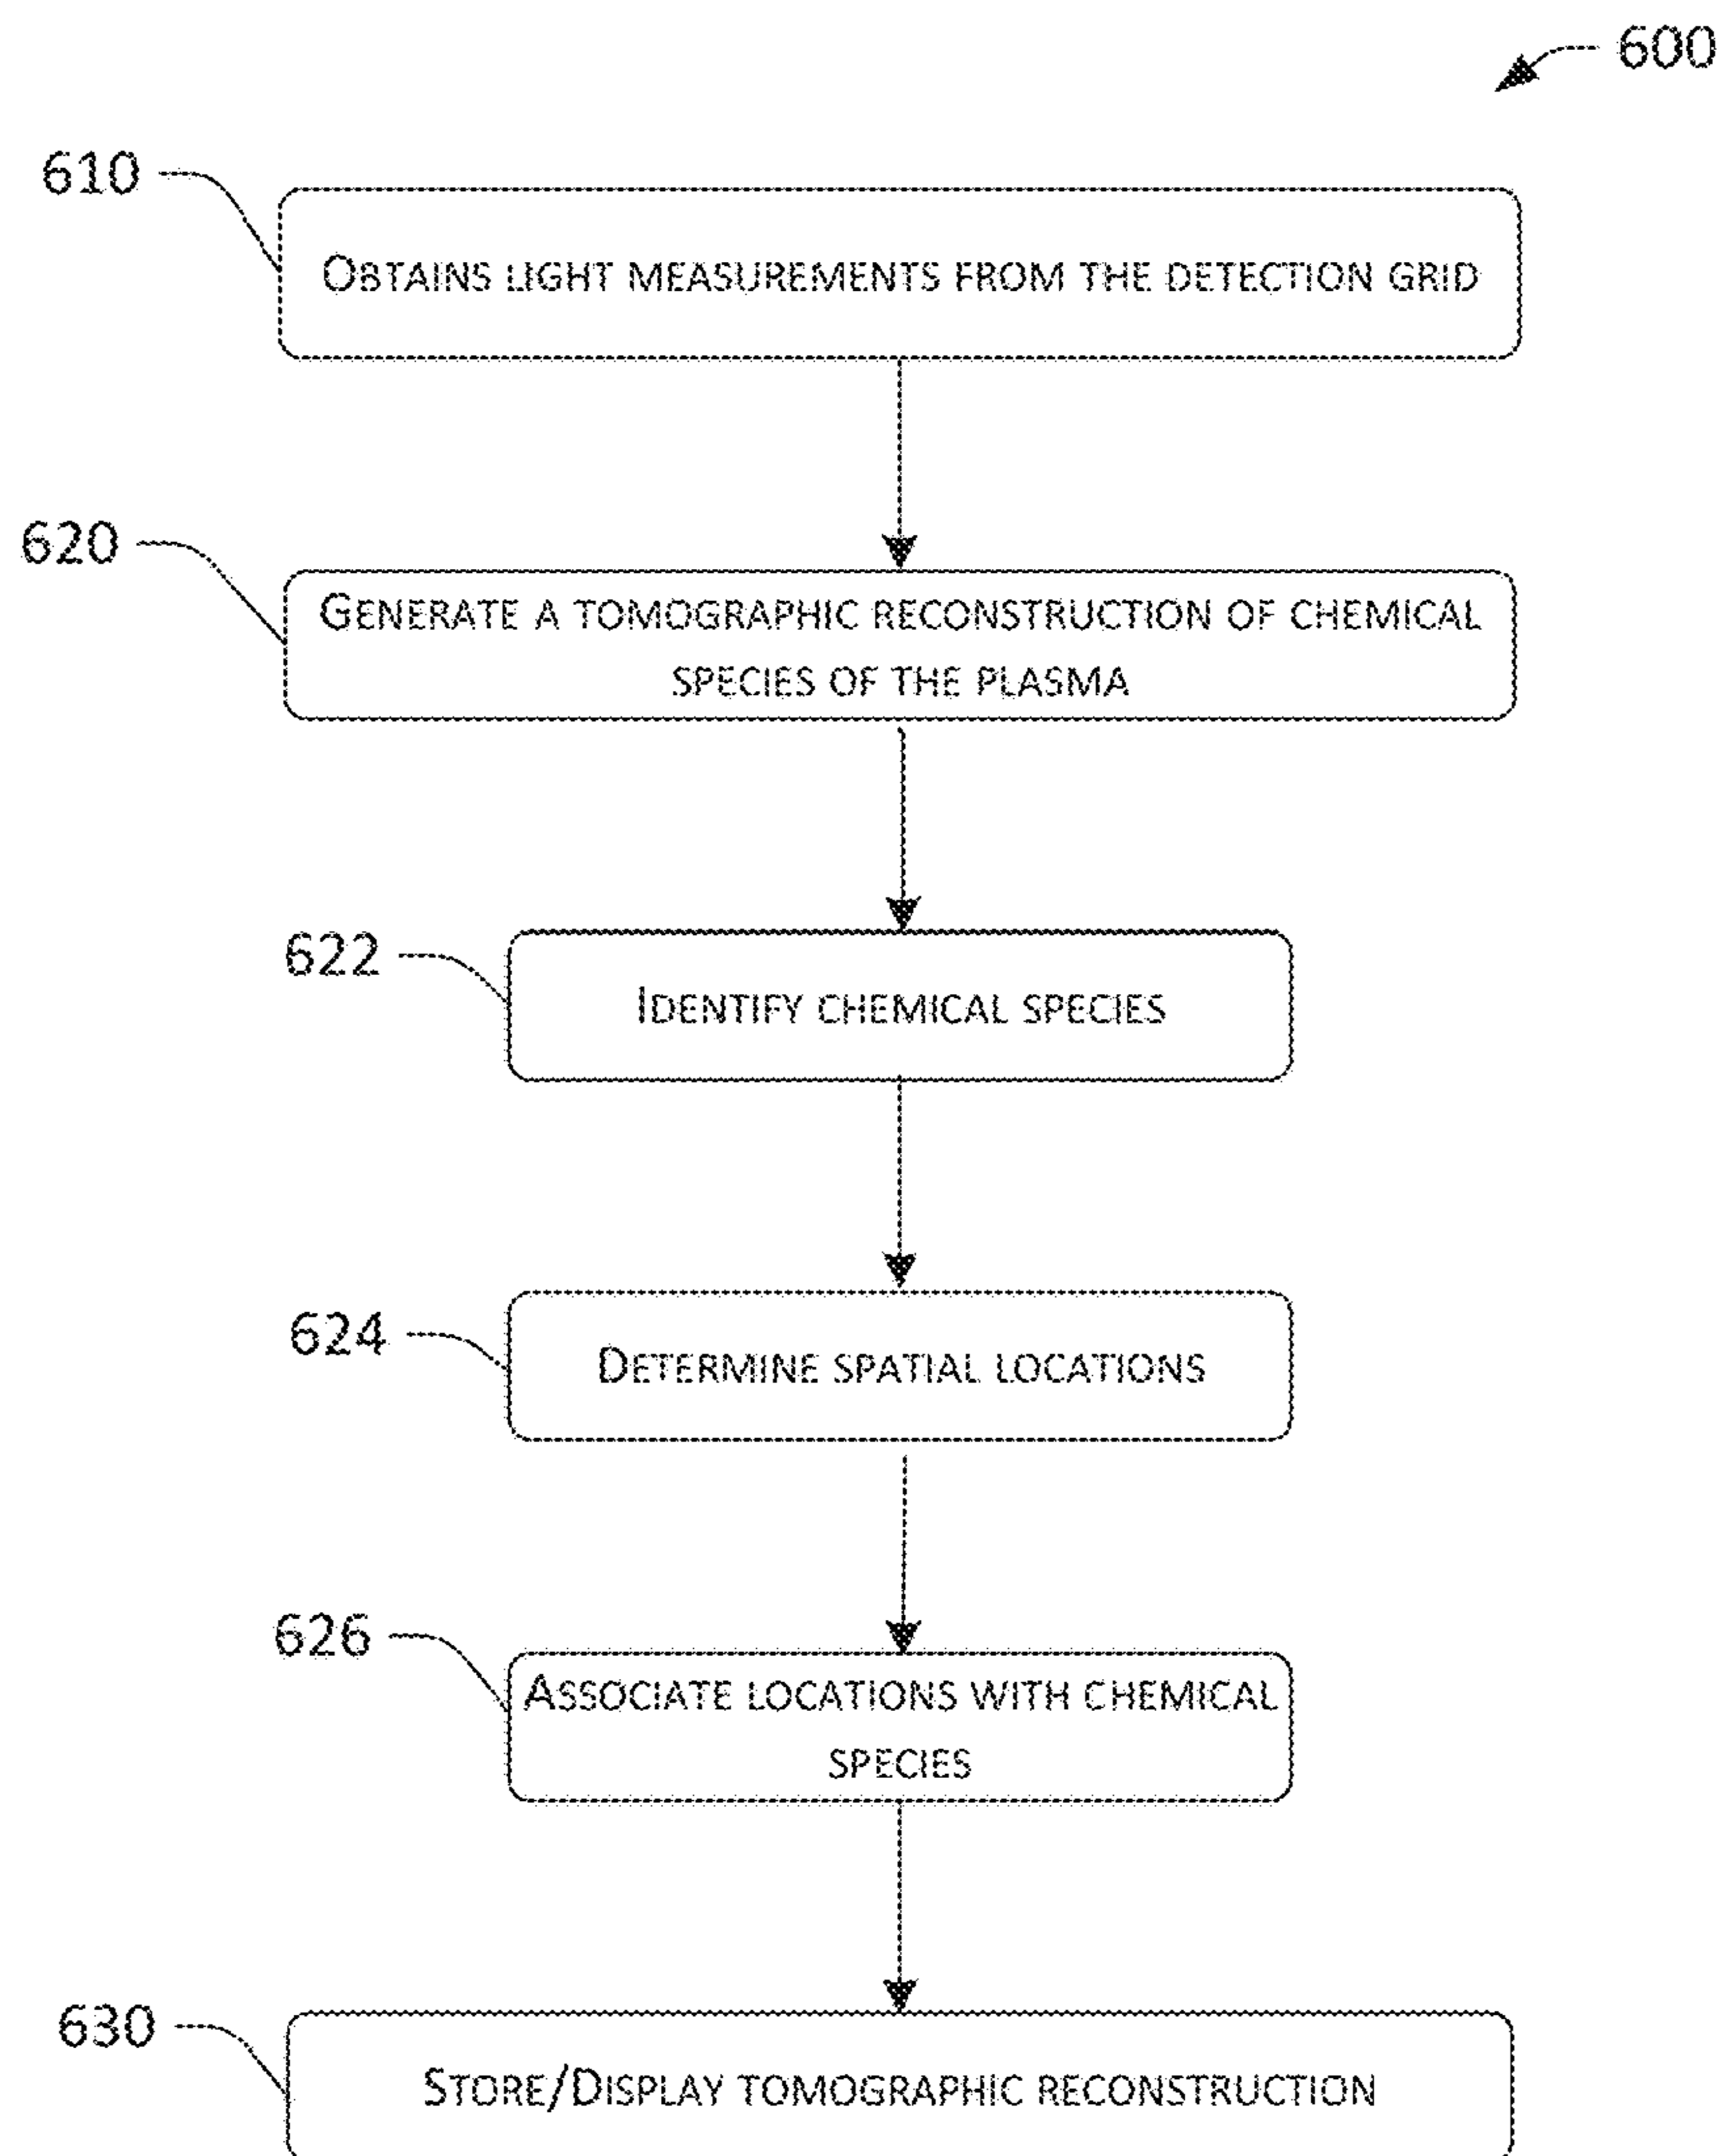 600
610
OBTAINS LIGHT MEASUREMENTS FROM THE DETECTION GRID
620
GENERATE A TOMOGRAPHIC RECONSTRUCTION OF CHEMICAL
SPECIES OF THE PLASMA
622
IDENTIFY CHEMICAL SPECIES
624
DETERMINE SPATIAL LOCATIONS
626
ASSOCIATE LOCATIONS WITH CHEMICAL
SPECIES
630
STORE/DISPLAY TOMOGRAPHIC RECONSTRUCTION